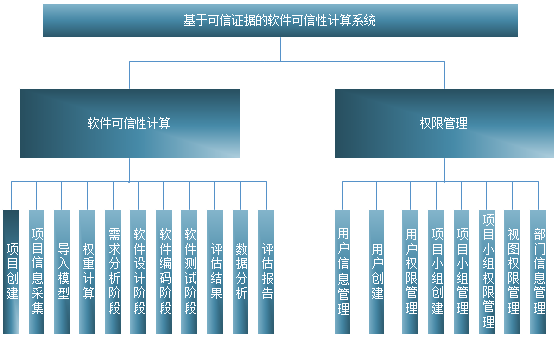 基于可信证据的软件可信性计算系统
软件可信性计算
权限管理
项目创建
项目信息采集
导入模型
权重计算
需求分析阶段
软件设计阶段
软件编码阶段
软件测试阶段
评估结果
数据分析
评估报告
用户信息管理
用户创建
用户权限管理
项目小组创建
项目小组管理
项目小组权限管理
视图权限管理
部门信息管理